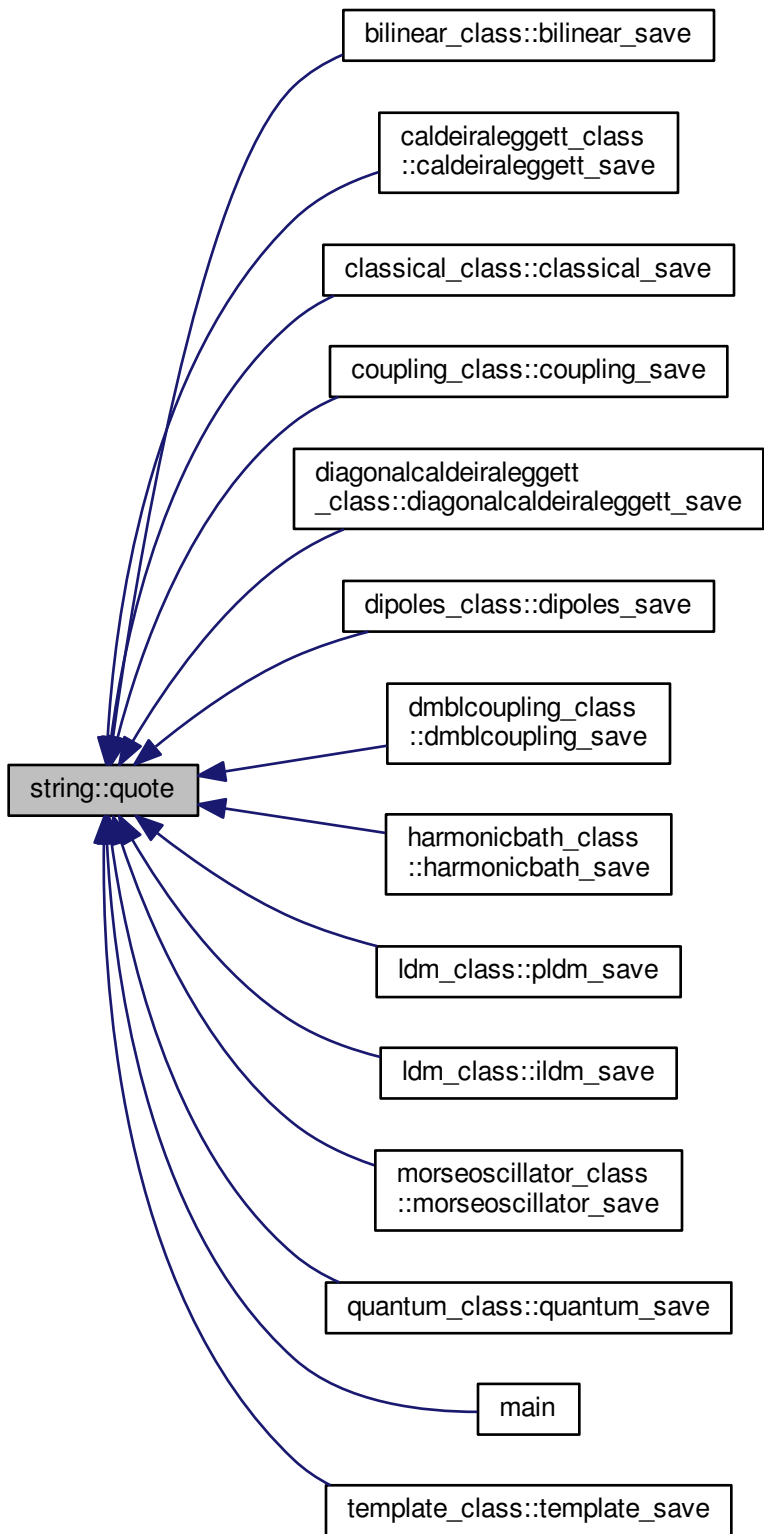 bilinear_class::bilinear_save
caldeiraleggett_class
::caldeiraleggett_save
classical_class::classical_save
coupling_class::coupling_save
diagonalcaldeiraleggett
_class::diagonalcaldeiraleggett_save
dipoles_class::dipoles_save
dmblcoupling_class
::dmblcoupling_save
string::quote
harmonicbath_class
::harmonicbath_save
ldm_class::pldm_save
ldm_class::ildm_save
morseoscillator_class
::morseoscillator_save
quantum_class::quantum_save
main
template_class::template_save